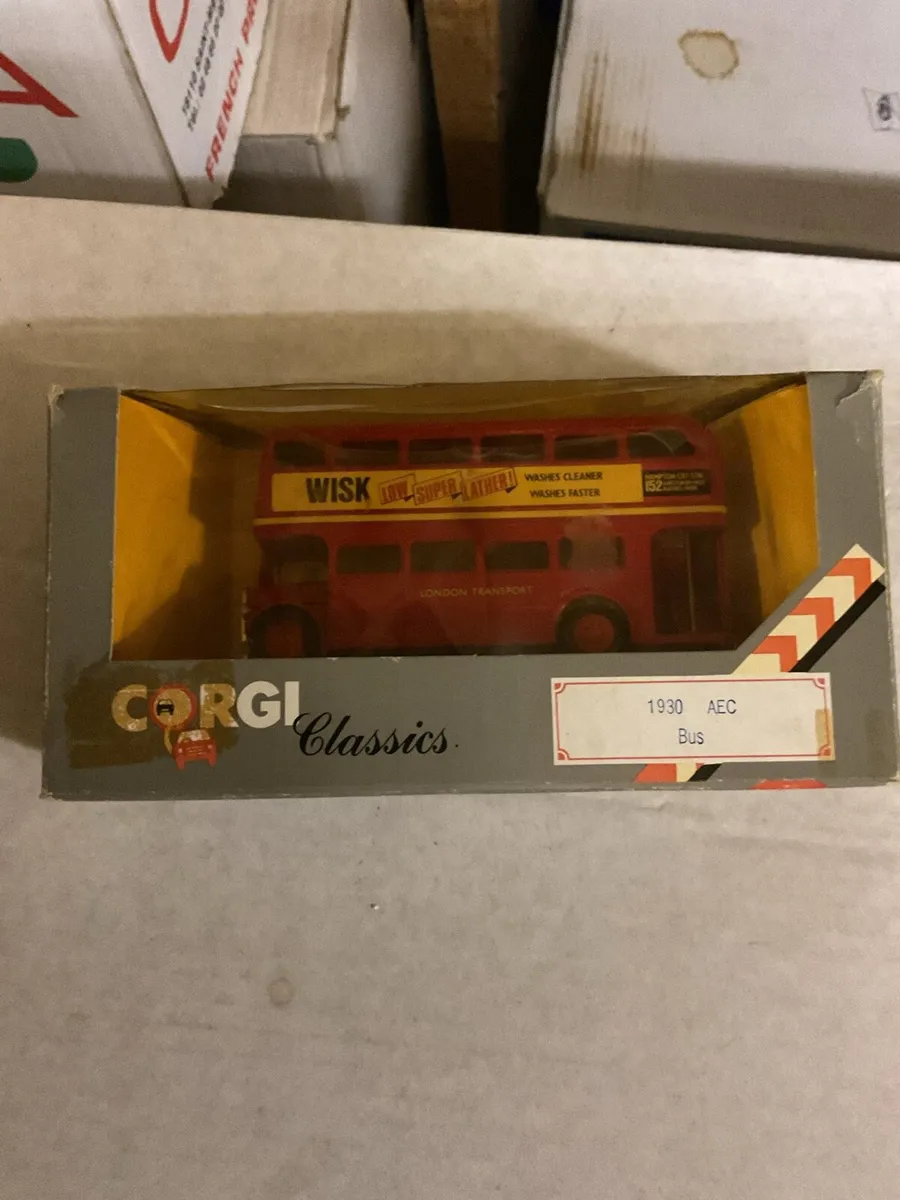 FRENCH
WISK LOW SUPER LATHER! WASHES CLEANER
WASHES FASTER
152
LONDON TRANSPORT
CORGI
Classics
1930 AEC
Bus